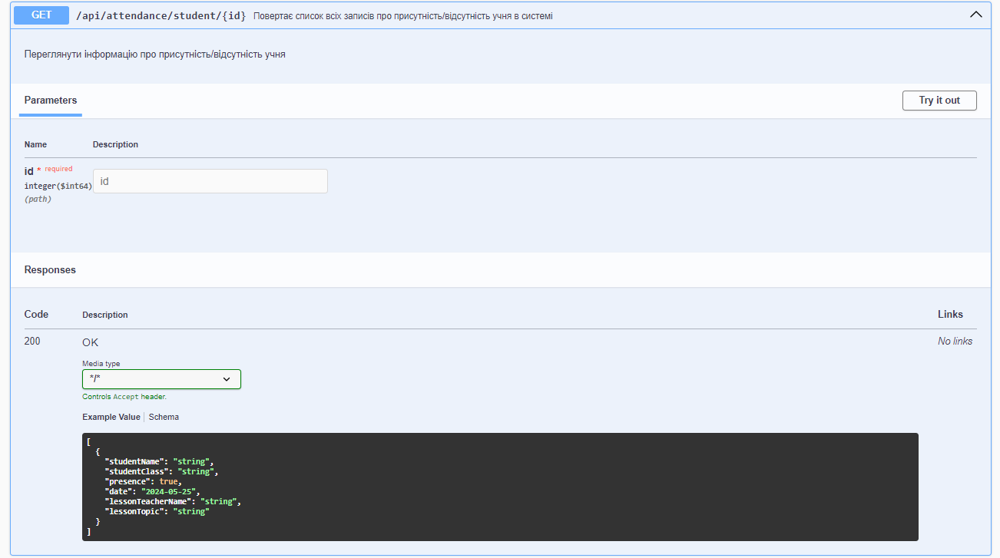 GET /api/attendance/student/{id} Повертає список всіх записів про присутність/відсутність учня в системі
Переглянути інформацію про присутність/відсутність учня
Parameters
Try it out
Name Description
id * required
integer($int64)
(path)
id
Responses
Code Description Links
200 OK No links
Media type
*/*
Controls Accept header.
Example Value | Schema
[
  {
    "studentName": "string",
    "studentClass": "string",
    "presence": true,
    "date": "2024-05-25",
    "lessonTeacherName": "string",
    "lessonTopic": "string"
  }
]